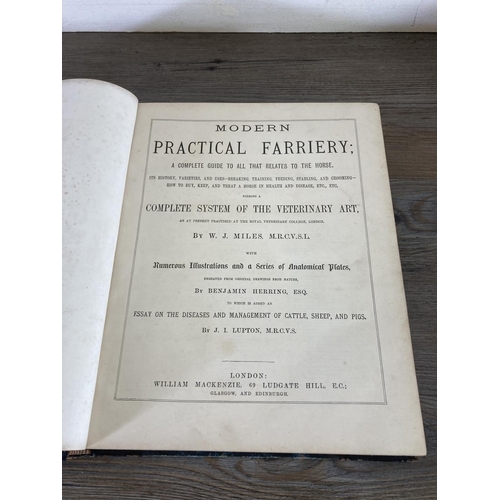 MODERN
PRACTICAL FARRIERY;
A COMPLETE GUIDE TO ALL THAT RELATES TO THE HORSE.
ITS HISTORY, VARIETIES, AND USES—BREAKING, TRAINING, FEEDING, STABLING, AND GROOMING—
HOW TO BUY, KEEP, AND TREAT A HORSE IN HEALTH AND DISEASE, ETC., ETC.
FORMING A
COMPLETE SYSTEM OF THE VETERINARY ART,
AS AT PRESENT PRACTISED AT THE ROYAL VETERINARY COLLEGE, LONDON,
BY W. J. MILES, M.R.C.V.S.L.
WITH
Numerous Illustrations and a Series of Anatomical Plates,
ENGRAVED FROM ORIGINAL DRAWINGS FROM NATURE,
BY BENJAMIN HERRING, ESQ.
TO WHICH IS ADDED AN
ESSAY ON THE DISEASES AND MANAGEMENT OF CATTLE, SHEEP, AND PIGS.
BY J. I. LUPTON, M.R.C.V.S.
LONDON:
WILLIAM MACKENZIE, 69 LUDGATE HILL, E.C.;
GLASGOW, AND EDINBURGH.